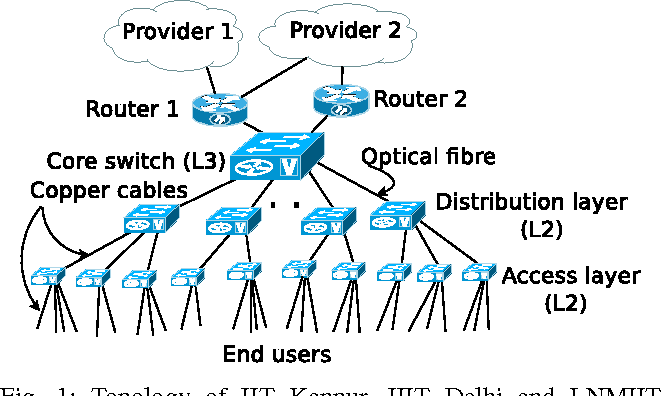 Provider 1
Provider 2
Router 1
Router 2
Core switch (L3)
Optical fibre
Copper cables
Distribution layer
(L2)
Access layer
(L2)
End users
Fig. 1: Topology of IIT Kanpur, IIIT Delhi and LNMIIT